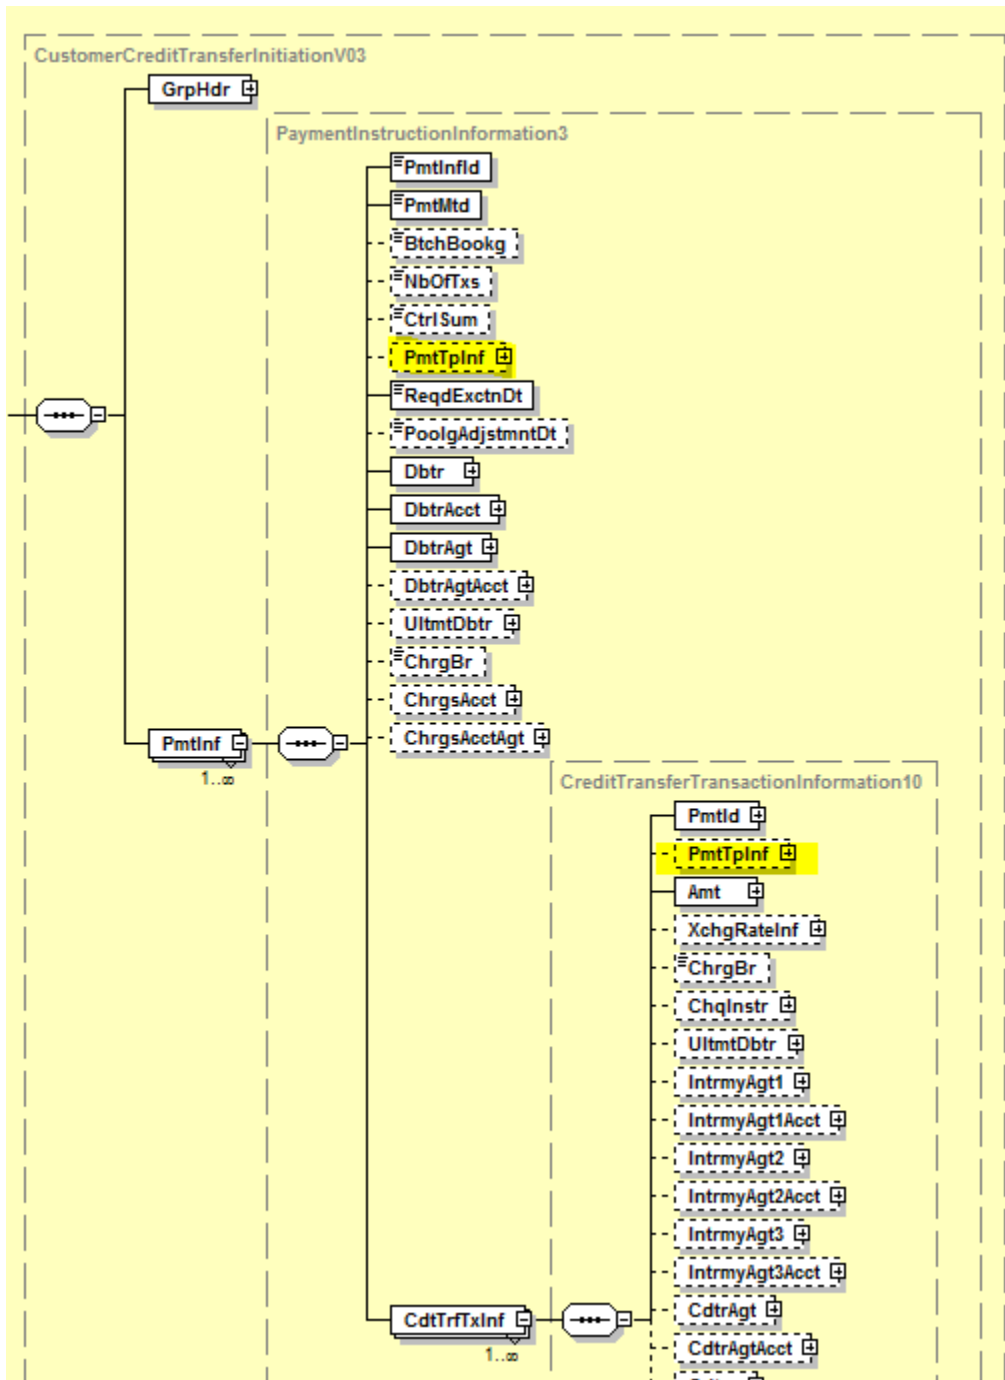 CustomerCreditTransferInitiationV03
GrpHdr
PaymentInstructionInformation3
PmtInfId
PmtMtd
BtchBookg
NbOfTxs
CtrlSum
PmtTpInf
ReqdExctnDt
PoolgAdjstmntDt
Dbtr
DbtrAcct
DbtrAgt
DbtrAgtAcct
UltmtDbtr
ChrgBr
ChrgsAcct
ChrgsAcctAgt
PmtInf
1..∞
CreditTransferTransactionInformation10
PmtId
PmtTpInf
Amt
XchgRateInf
ChrgBr
ChqInstr
UltmtDbtr
IntrmyAgt1
IntrmyAgt1Acct
IntrmyAgt2
IntrmyAgt2Acct
IntrmyAgt3
IntrmyAgt3Acct
CdtrAgt
CdtTrfTxInf
1..∞
CdtrAgtAcct